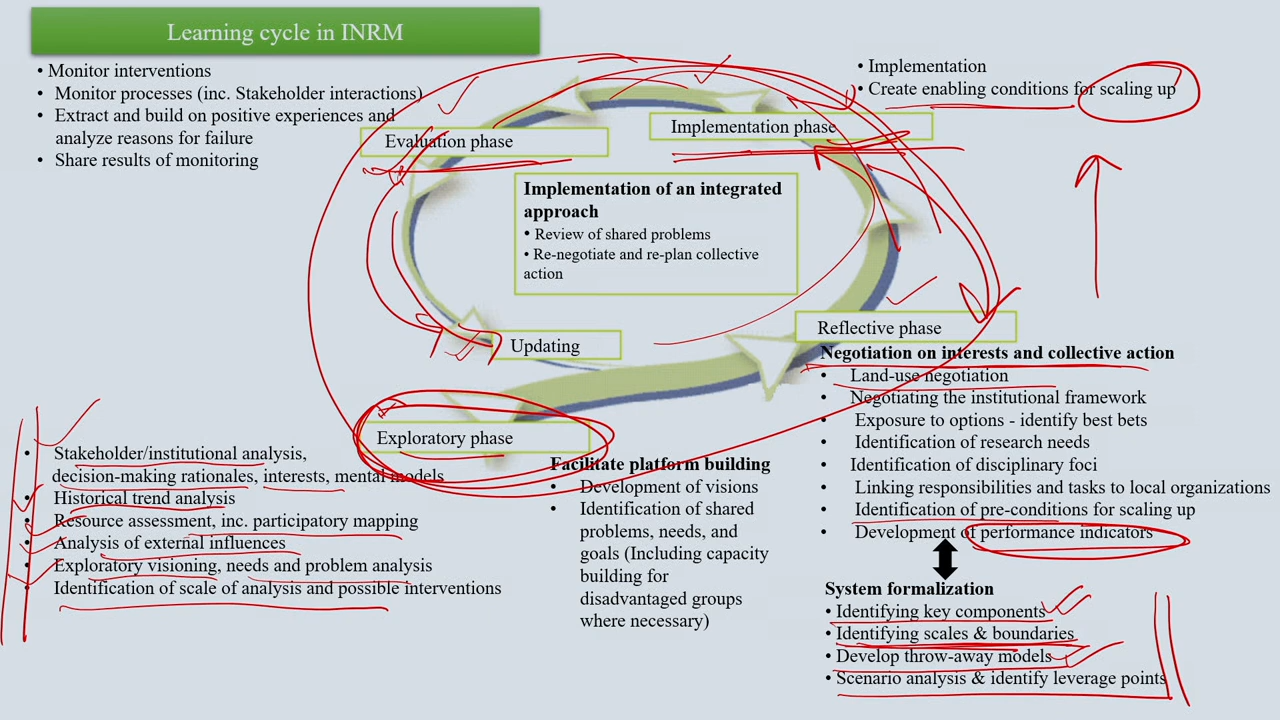 Learning cycle in INRM
• Monitor interventions
• Monitor processes (inc. Stakeholder interactions)
• Extract and build on positive experiences and
analyze reasons for failure
• Share results of monitoring
• Implementation
• Create enabling conditions for scaling up
Evaluation phase
Implementation phase
Implementation of an integrated
approach
• Review of shared problems
• Re-negotiate and re-plan collective
action
Reflective phase
Updating
Exploratory phase
• Stakeholder/institutional analysis,
decision-making rationales, interests, mental models
• Historical trend analysis
• Resource assessment, inc. participatory mapping
• Analysis of external influences
• Exploratory visioning, needs and problem analysis
• Identification of scale of analysis and possible interventions
Facilitate platform building
• Development of visions
• Identification of shared
problems, needs, and
goals (Including capacity
building for
disadvantaged groups
where necessary)
Negotiation on interests and collective action
• Land-use negotiation
• Negotiating the institutional framework
• Exposure to options - identify best bets
• Identification of research needs
• Identification of disciplinary foci
• Linking responsibilities and tasks to local organizations
• Identification of pre-conditions for scaling up
• Development of performance indicators
System formalization
• Identifying key components
• Identifying scales & boundaries
• Develop throw-away models
• Scenario analysis & identify leverage points